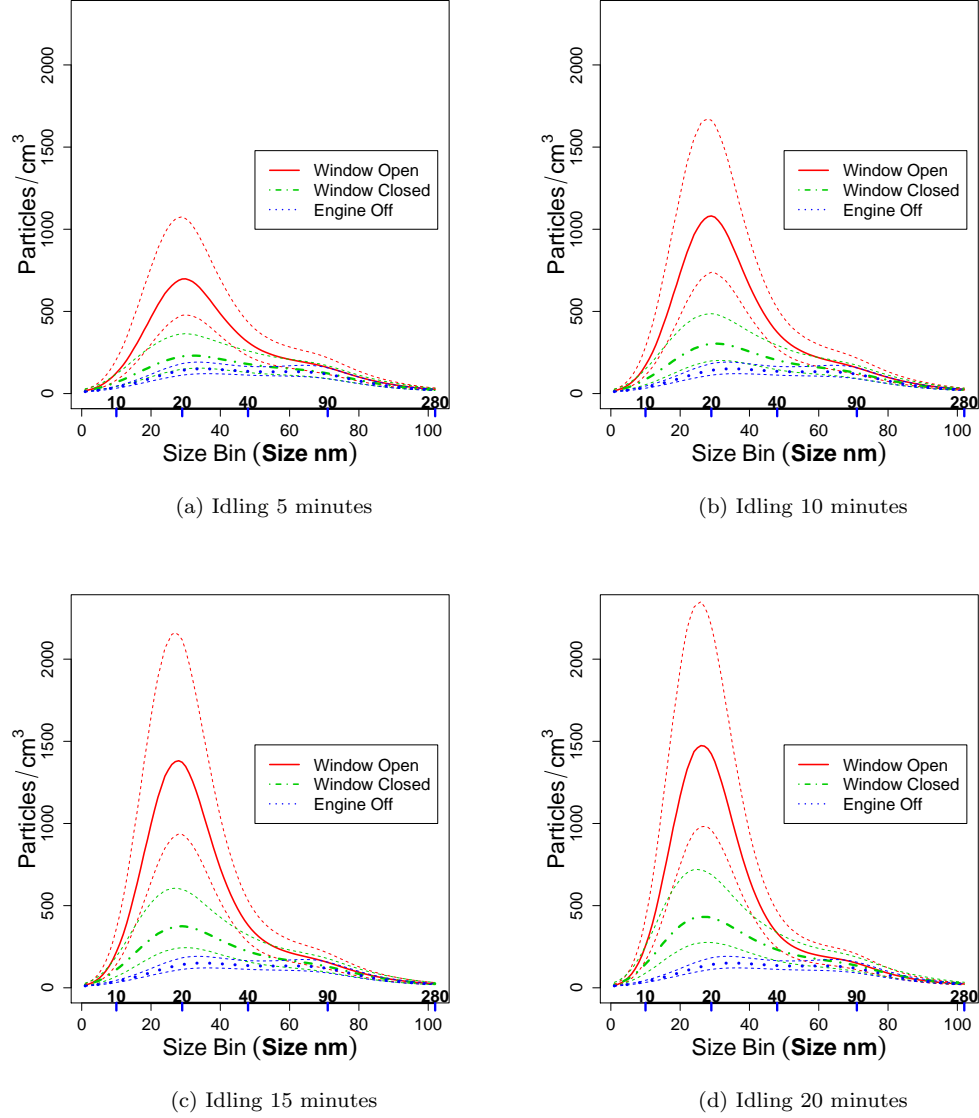 2000
1500
1000
500
0
Particles/cm³
Window Open
Window Closed
Engine Off
10 20 40 90 280
0 20 40 60 80 100
Size Bin (Size nm)
(a) Idling 5 minutes
2000
1500
1000
500
0
Particles/cm³
Window Open
Window Closed
Engine Off
10 20 40 90 280
0 20 40 60 80 100
Size Bin (Size nm)
(b) Idling 10 minutes
2000
1500
1000
500
0
Particles/cm³
Window Open
Window Closed
Engine Off
10 20 40 90 280
0 20 40 60 80 100
Size Bin (Size nm)
(c) Idling 15 minutes
2000
1500
1000
500
0
Particles/cm³
Window Open
Window Closed
Engine Off
10 20 40 90 280
0 20 40 60 80 100
Size Bin (Size nm)
(d) Idling 20 minutes